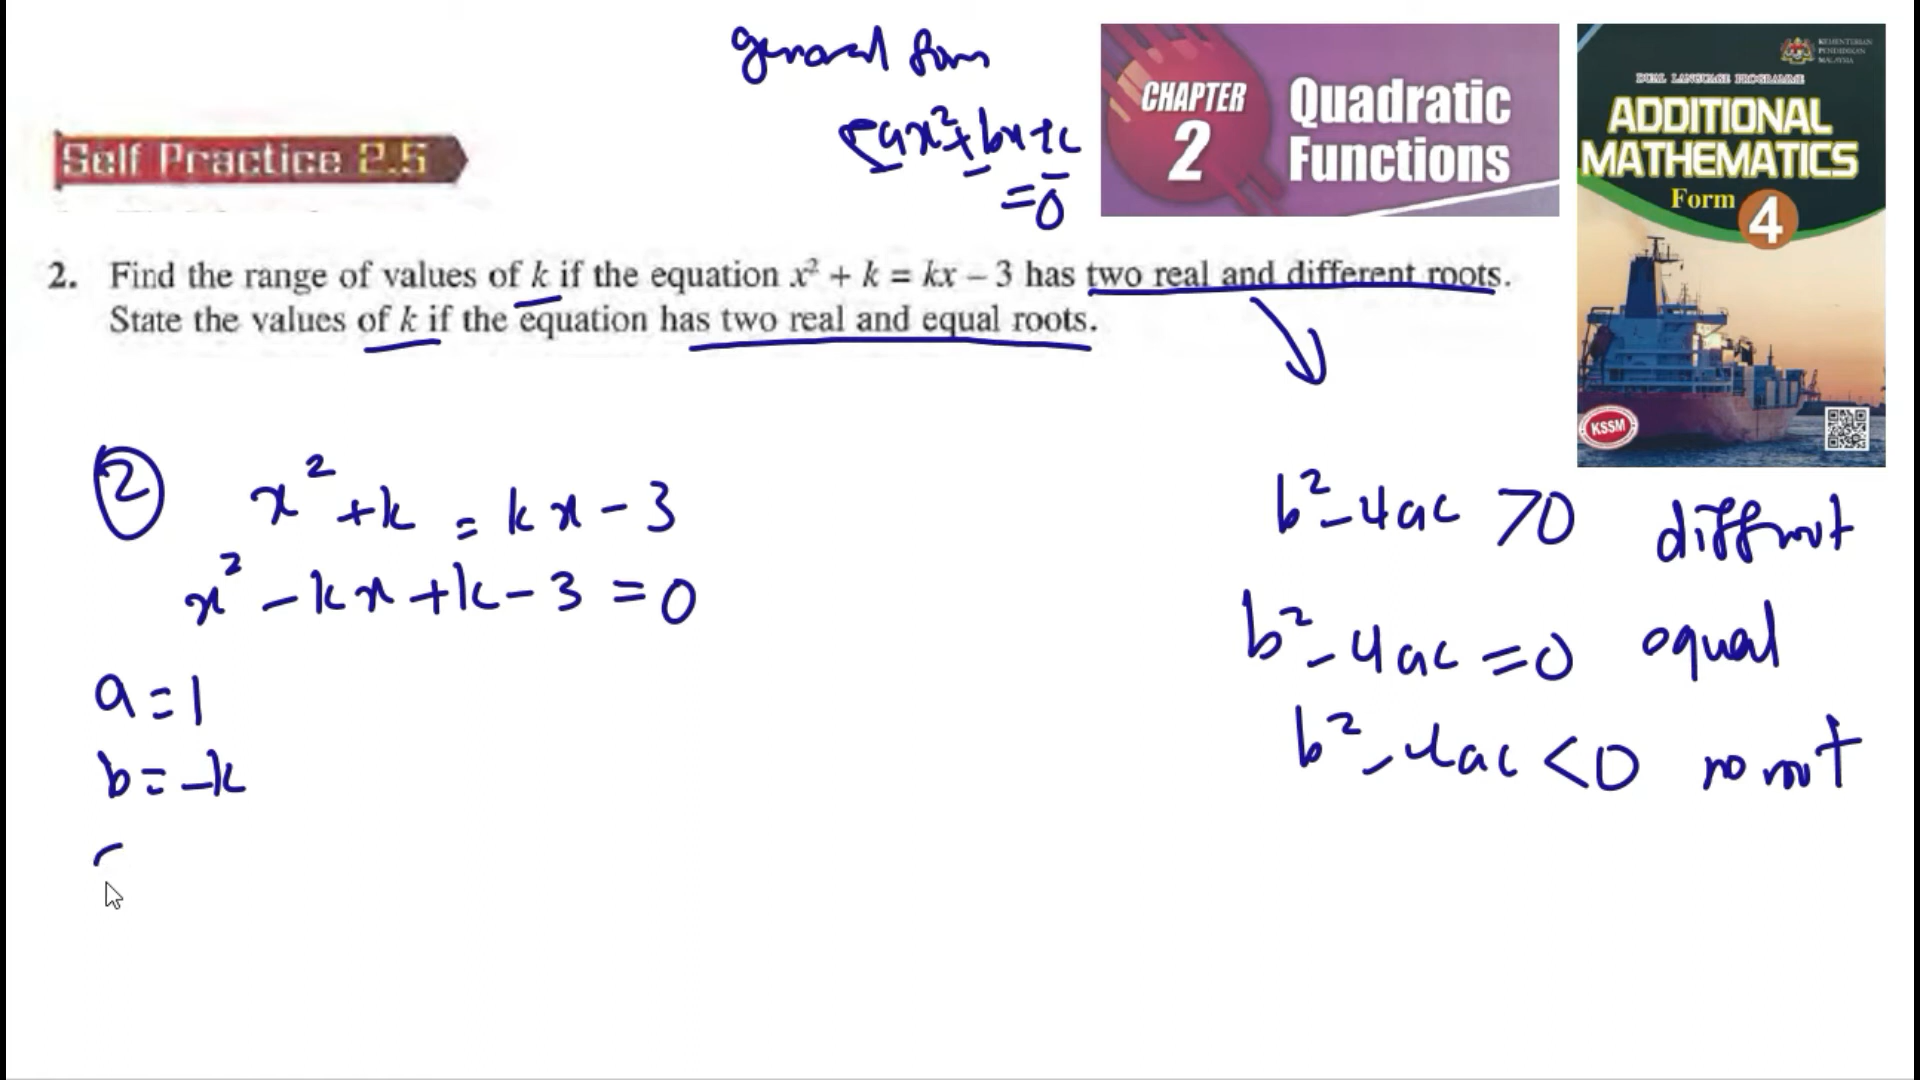 general form
ax² + bx + c
= 0
CHAPTER
2
Quadratic
Functions
KEMENTERIAN
PENDIDIKAN
MALAYSIA
DUAL LANGUAGE PROGRAMME
ADDITIONAL
MATHEMATICS
Form 4
KSSM
Self Practice 2.5
2. Find the range of values of k if the equation x² + k = kx – 3 has two real and different roots.
State the values of k if the equation has two real and equal roots.
2 x² + k = kx - 3
x² - kx + k - 3 = 0
a = 1
b = -k
b² - 4ac > 0
b² - 4ac = 0 equal
b² - 4ac < 0 no root